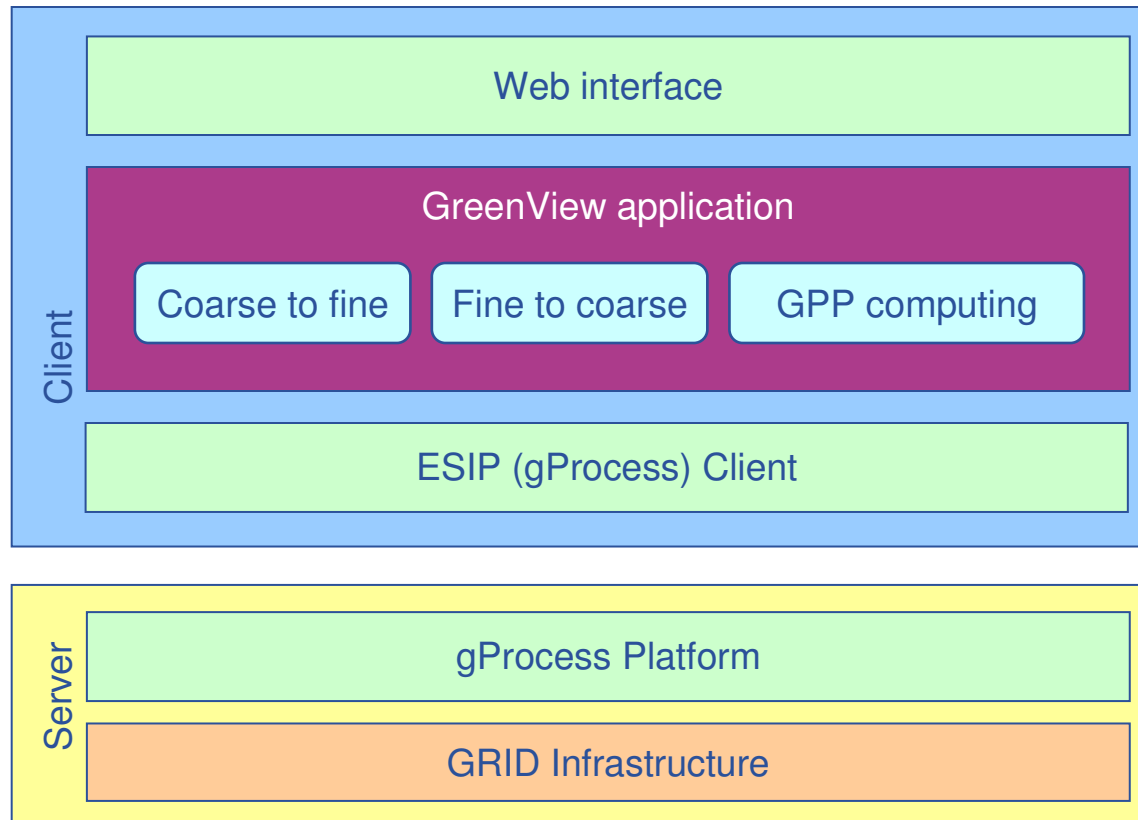 Web interface
GreenView application
Coarse to fine
Fine to coarse
GPP computing
ESIP (gProcess) Client
Client
gProcess Platform
GRID Infrastructure
Server